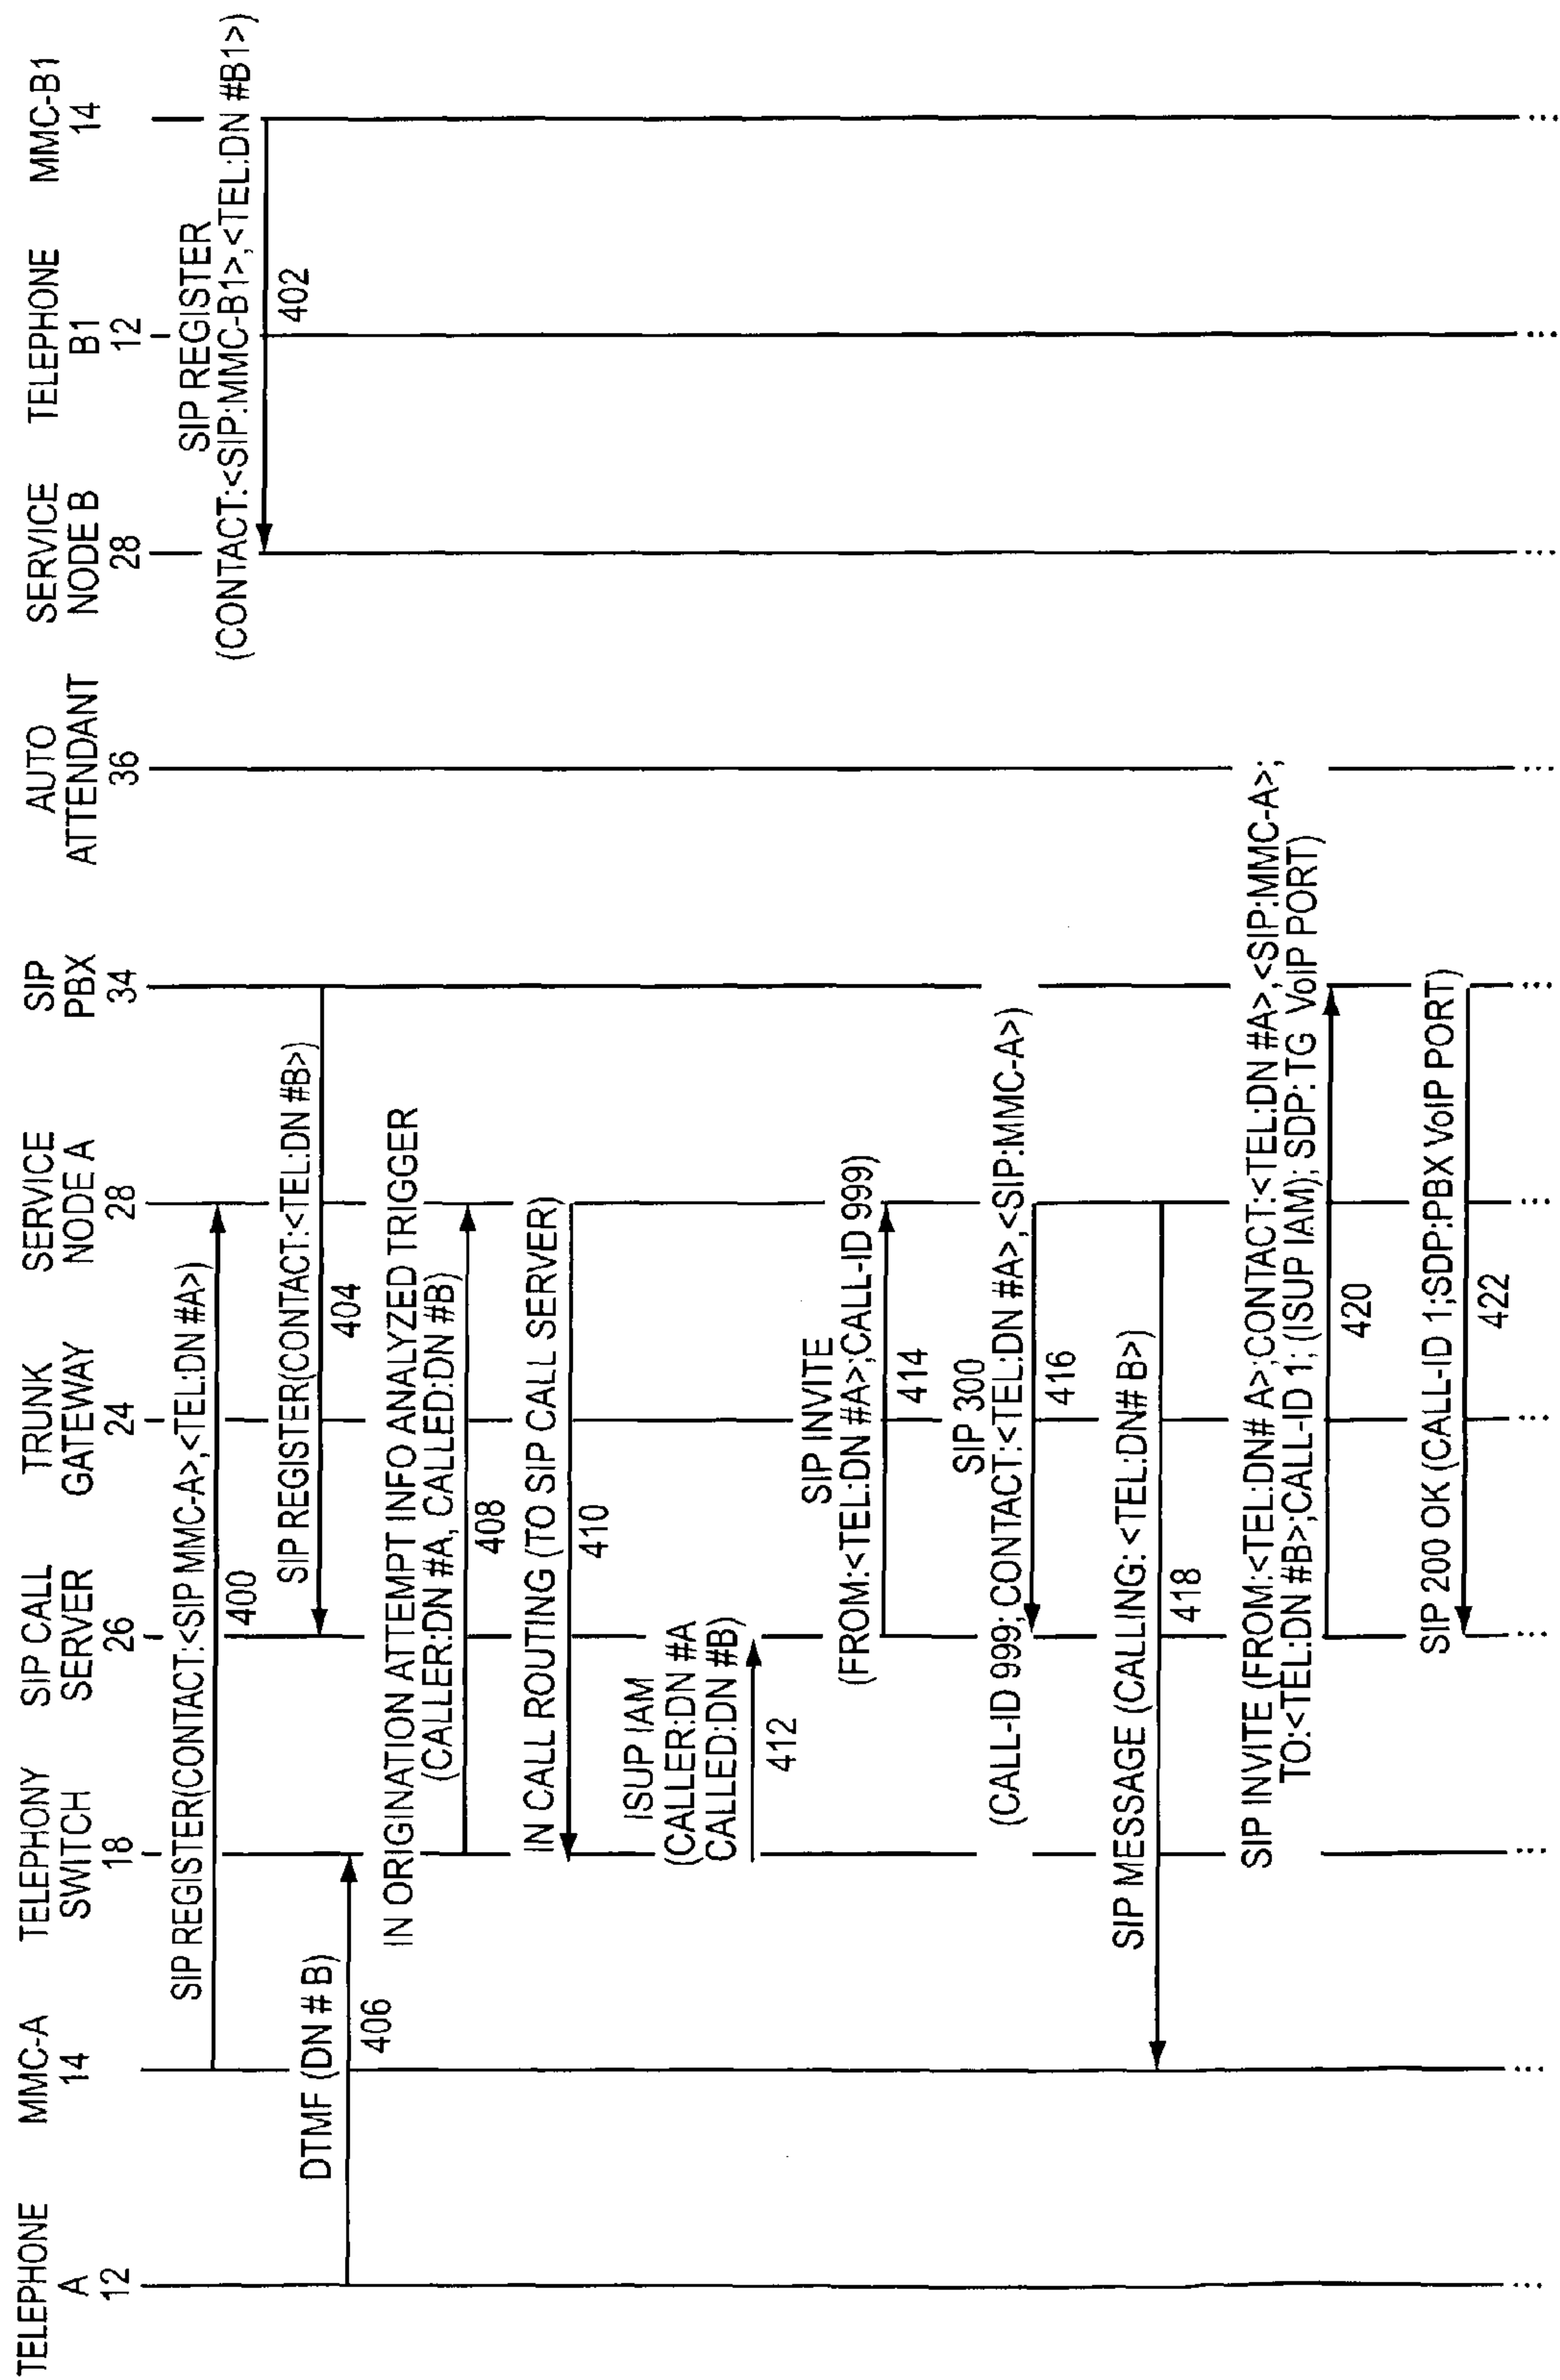 TELEPHONE
A
12
MMC-A
14
TELEPHONY
SWITCH
18
SIP CALL
SERVER
26
TRUNK
GATEWAY
24
SERVICE
NODE A
28
SIP
PBX
34
AUTO
ATTENDANT
36
SERVICE
NODE B
28
TELEPHONE
B1
12
MMC-B1
14
SIP REGISTER(CONTACT:<SIP MMC-A>,<TEL:DN #A>)
400
SIP REGISTER
(CONTACT:<SIP:MMC-B1>,<TEL:DN #B1>)
402
SIP REGISTER(CONTACT:<TEL:DN #B>)
404
DTMF (DN # B)
406
IN ORIGINATION ATTEMPT INFO ANALYZED TRIGGER
(CALLER:DN #A, CALLED:DN #B)
408
IN CALL ROUTING (TO SIP CALL SERVER)
410
ISUP IAM
(CALLER:DN #A
CALLED:DN #B)
412
SIP INVITE
(FROM:<TEL:DN #A>;CALL-ID 999)
414
SIP 300
(CALL-ID 999; CONTACT:<TEL:DN #A>,<SIP:MMC-A>)
416
SIP MESSAGE (CALLING: <TEL:DN# B>)
418
SIP INVITE (FROM:<TEL:DN# A>;CONTACT:<TEL:DN #A>,<SIP:MMC-A>;
TO:<TEL:DN #B>;CALL-ID 1; (ISUP IAM); SDP: TG VoIP PORT)
420
SIP 200 OK (CALL-ID 1;SDP:PBX VoIP PORT)
422